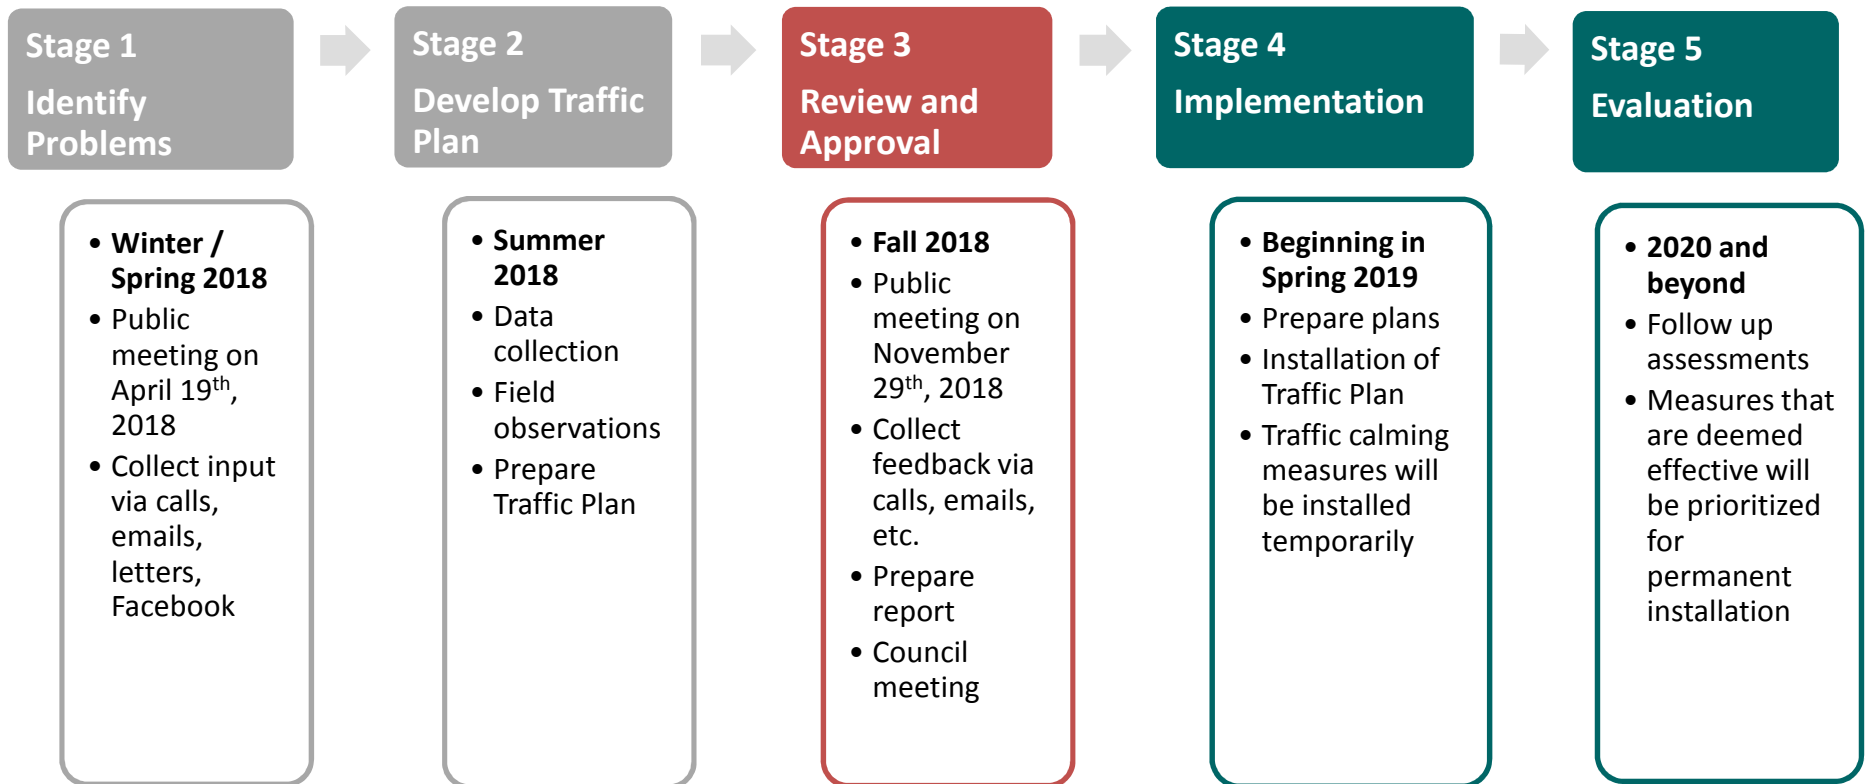 Stage 1
Identify
Problems
• Winter /
Spring 2018
• Public
meeting on
April 19th,
2018
• Collect input
via calls,
emails,
letters,
Facebook
Stage 2
Develop Traffic
Plan
• Summer
2018
• Data
collection
• Field
observations
• Prepare
Traffic Plan
Stage 3
Review and
Approval
• Fall 2018
• Public
meeting on
November
29th, 2018
• Collect
feedback via
calls, emails,
etc.
• Prepare
report
• Council
meeting
Stage 4
Implementation
• Beginning in
Spring 2019
• Prepare plans
• Installation of
Traffic Plan
• Traffic calming
measures will
be installed
temporarily
Stage 5
Evaluation
• 2020 and
beyond
• Follow up
assessments
• Measures that
are deemed
effective will
be prioritized
for
permanent
installation